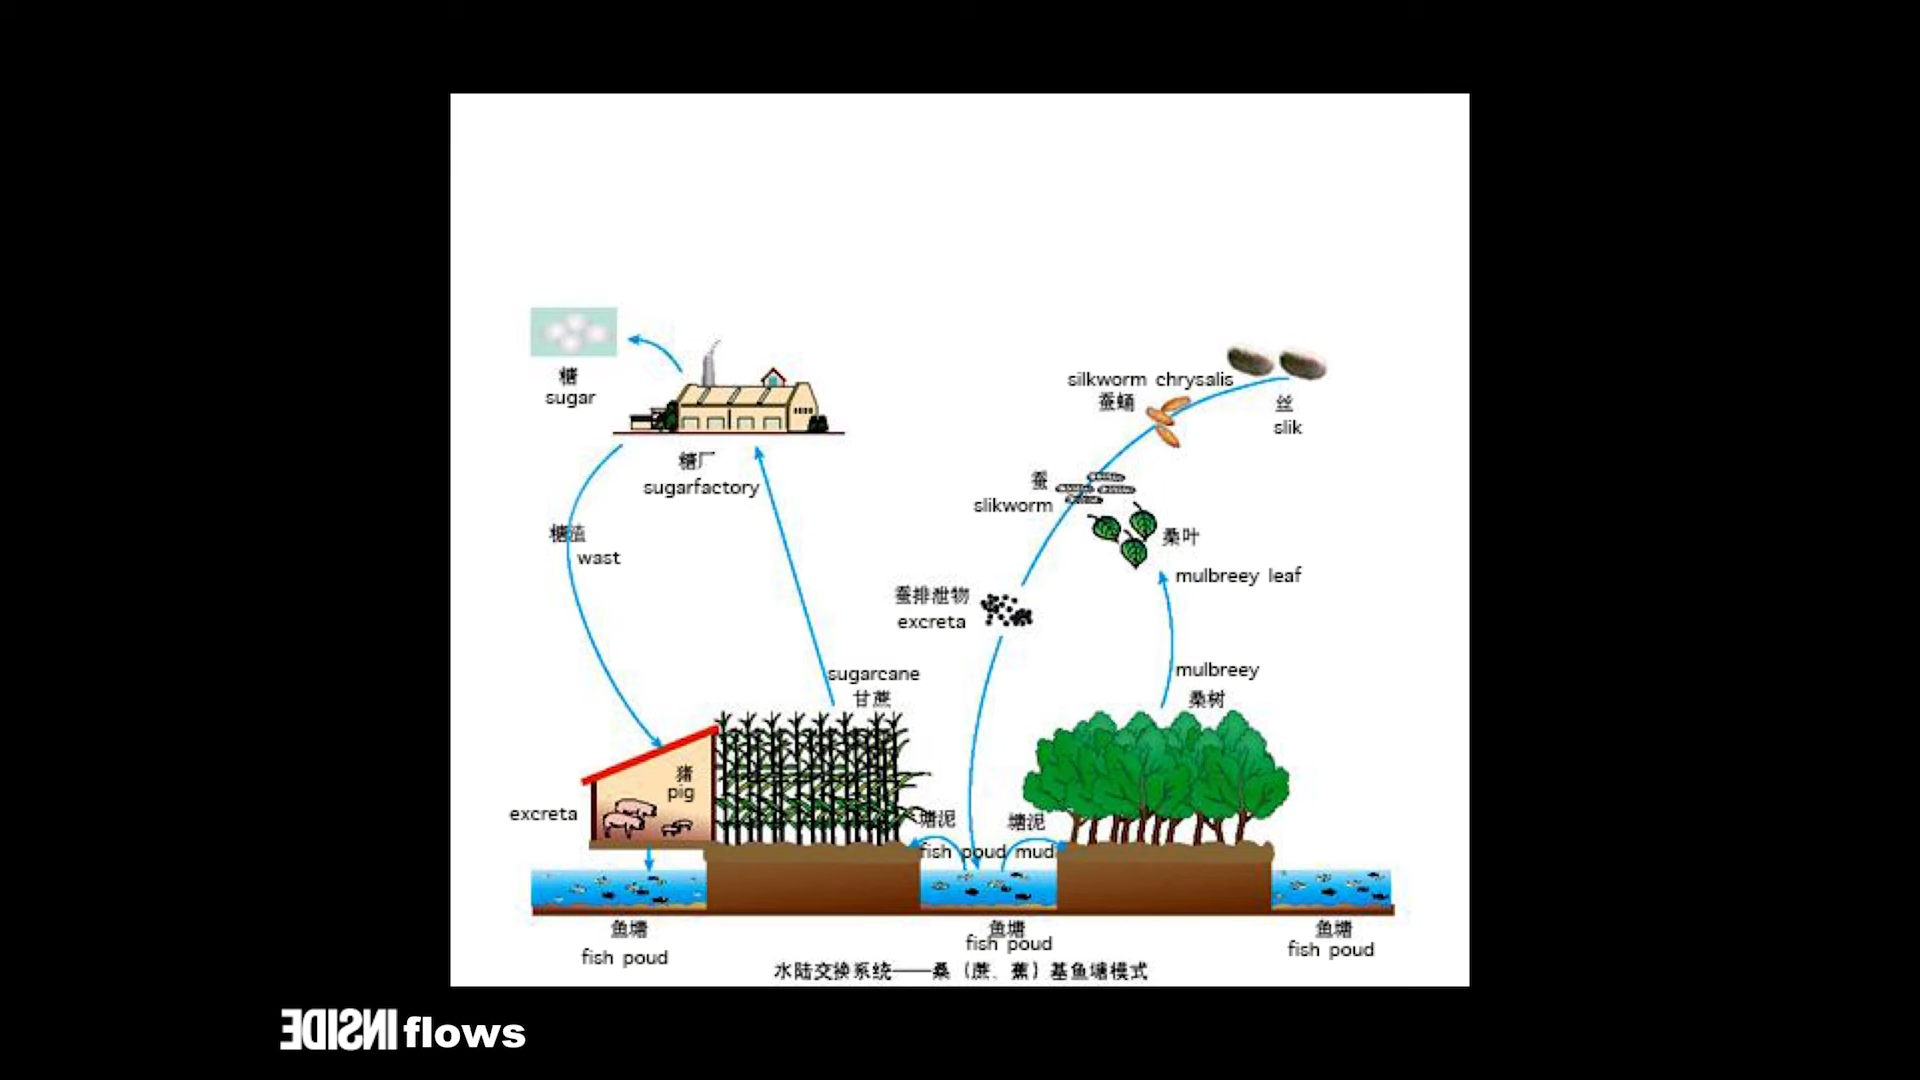 糖
sugar
糖厂
sugarfactory
糖渣
wast
silkworm chrysalis
蚕蛹
丝
slik
蚕
slikworm
桑叶
mulbreey leaf
蚕排泄物
excreta
sugarcane
甘蔗
mulbreey
桑树
猪
pig
excreta
塘泥
塘泥
fish poud mud
鱼塘
fish poud
鱼塘
fish poud
鱼塘
fish poud
水陆交换系统——桑（蔗、蕉）基鱼塘模式
INSIDE flows